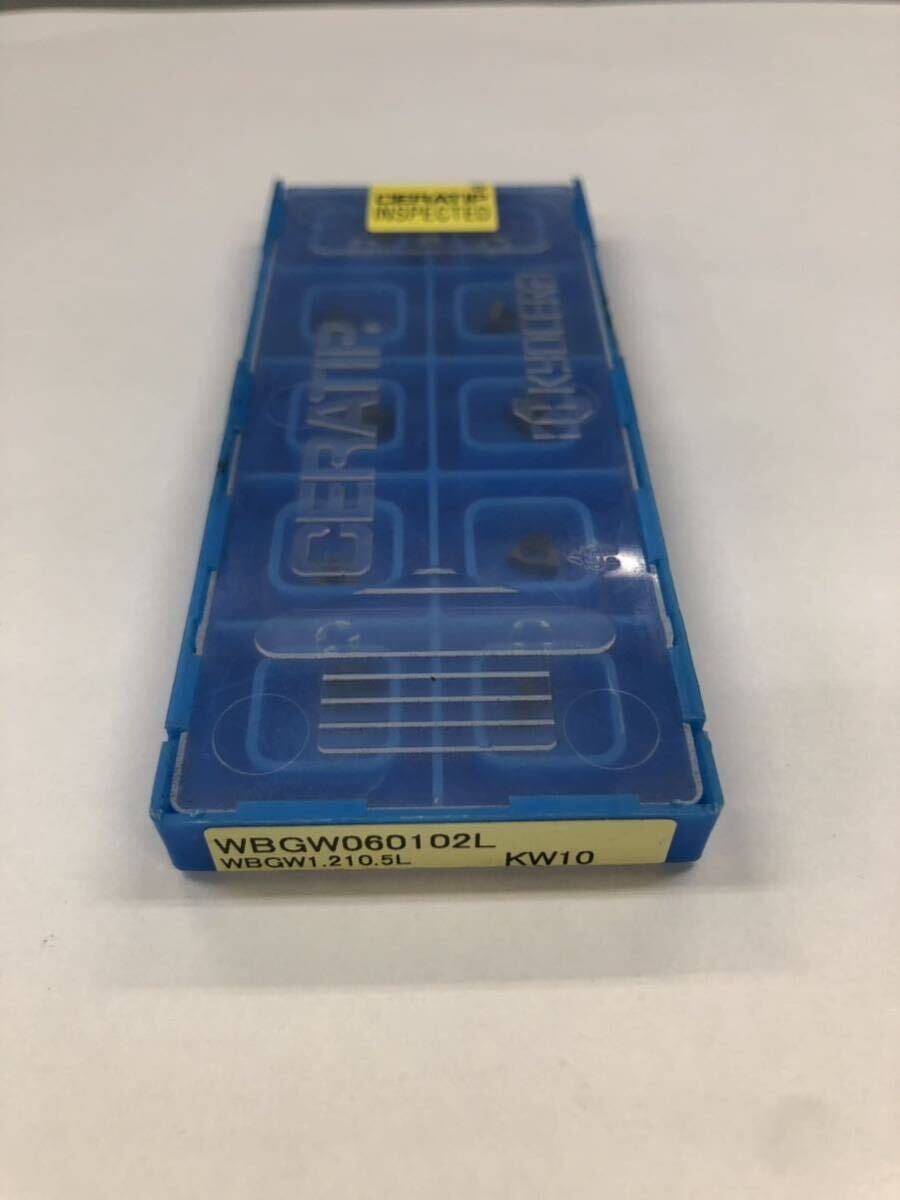 CERATIP
INSPECTED
CERATIP.
KYOCERA
WBGW060102L
WBGW1.210.5L KW10